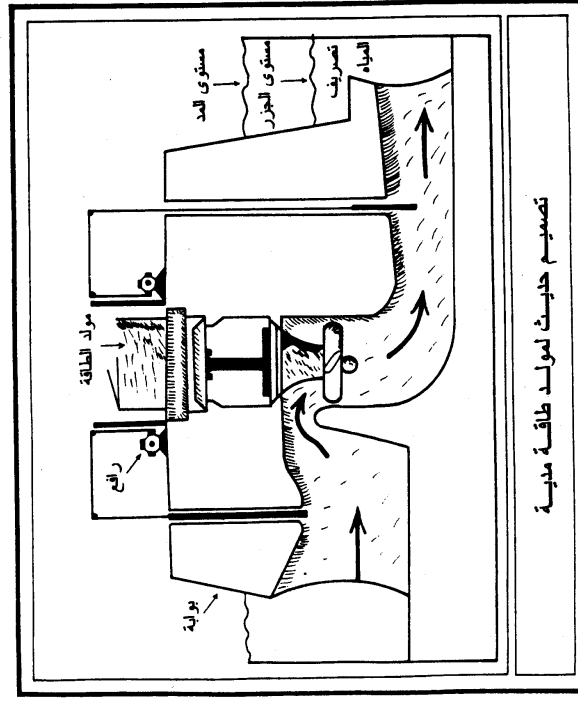 تصميم حديث لمولد طاقة مدية
مستوى المد
مستوى الجزر
تصريف
المياه
مولد الطاقة
رافع
بوابة